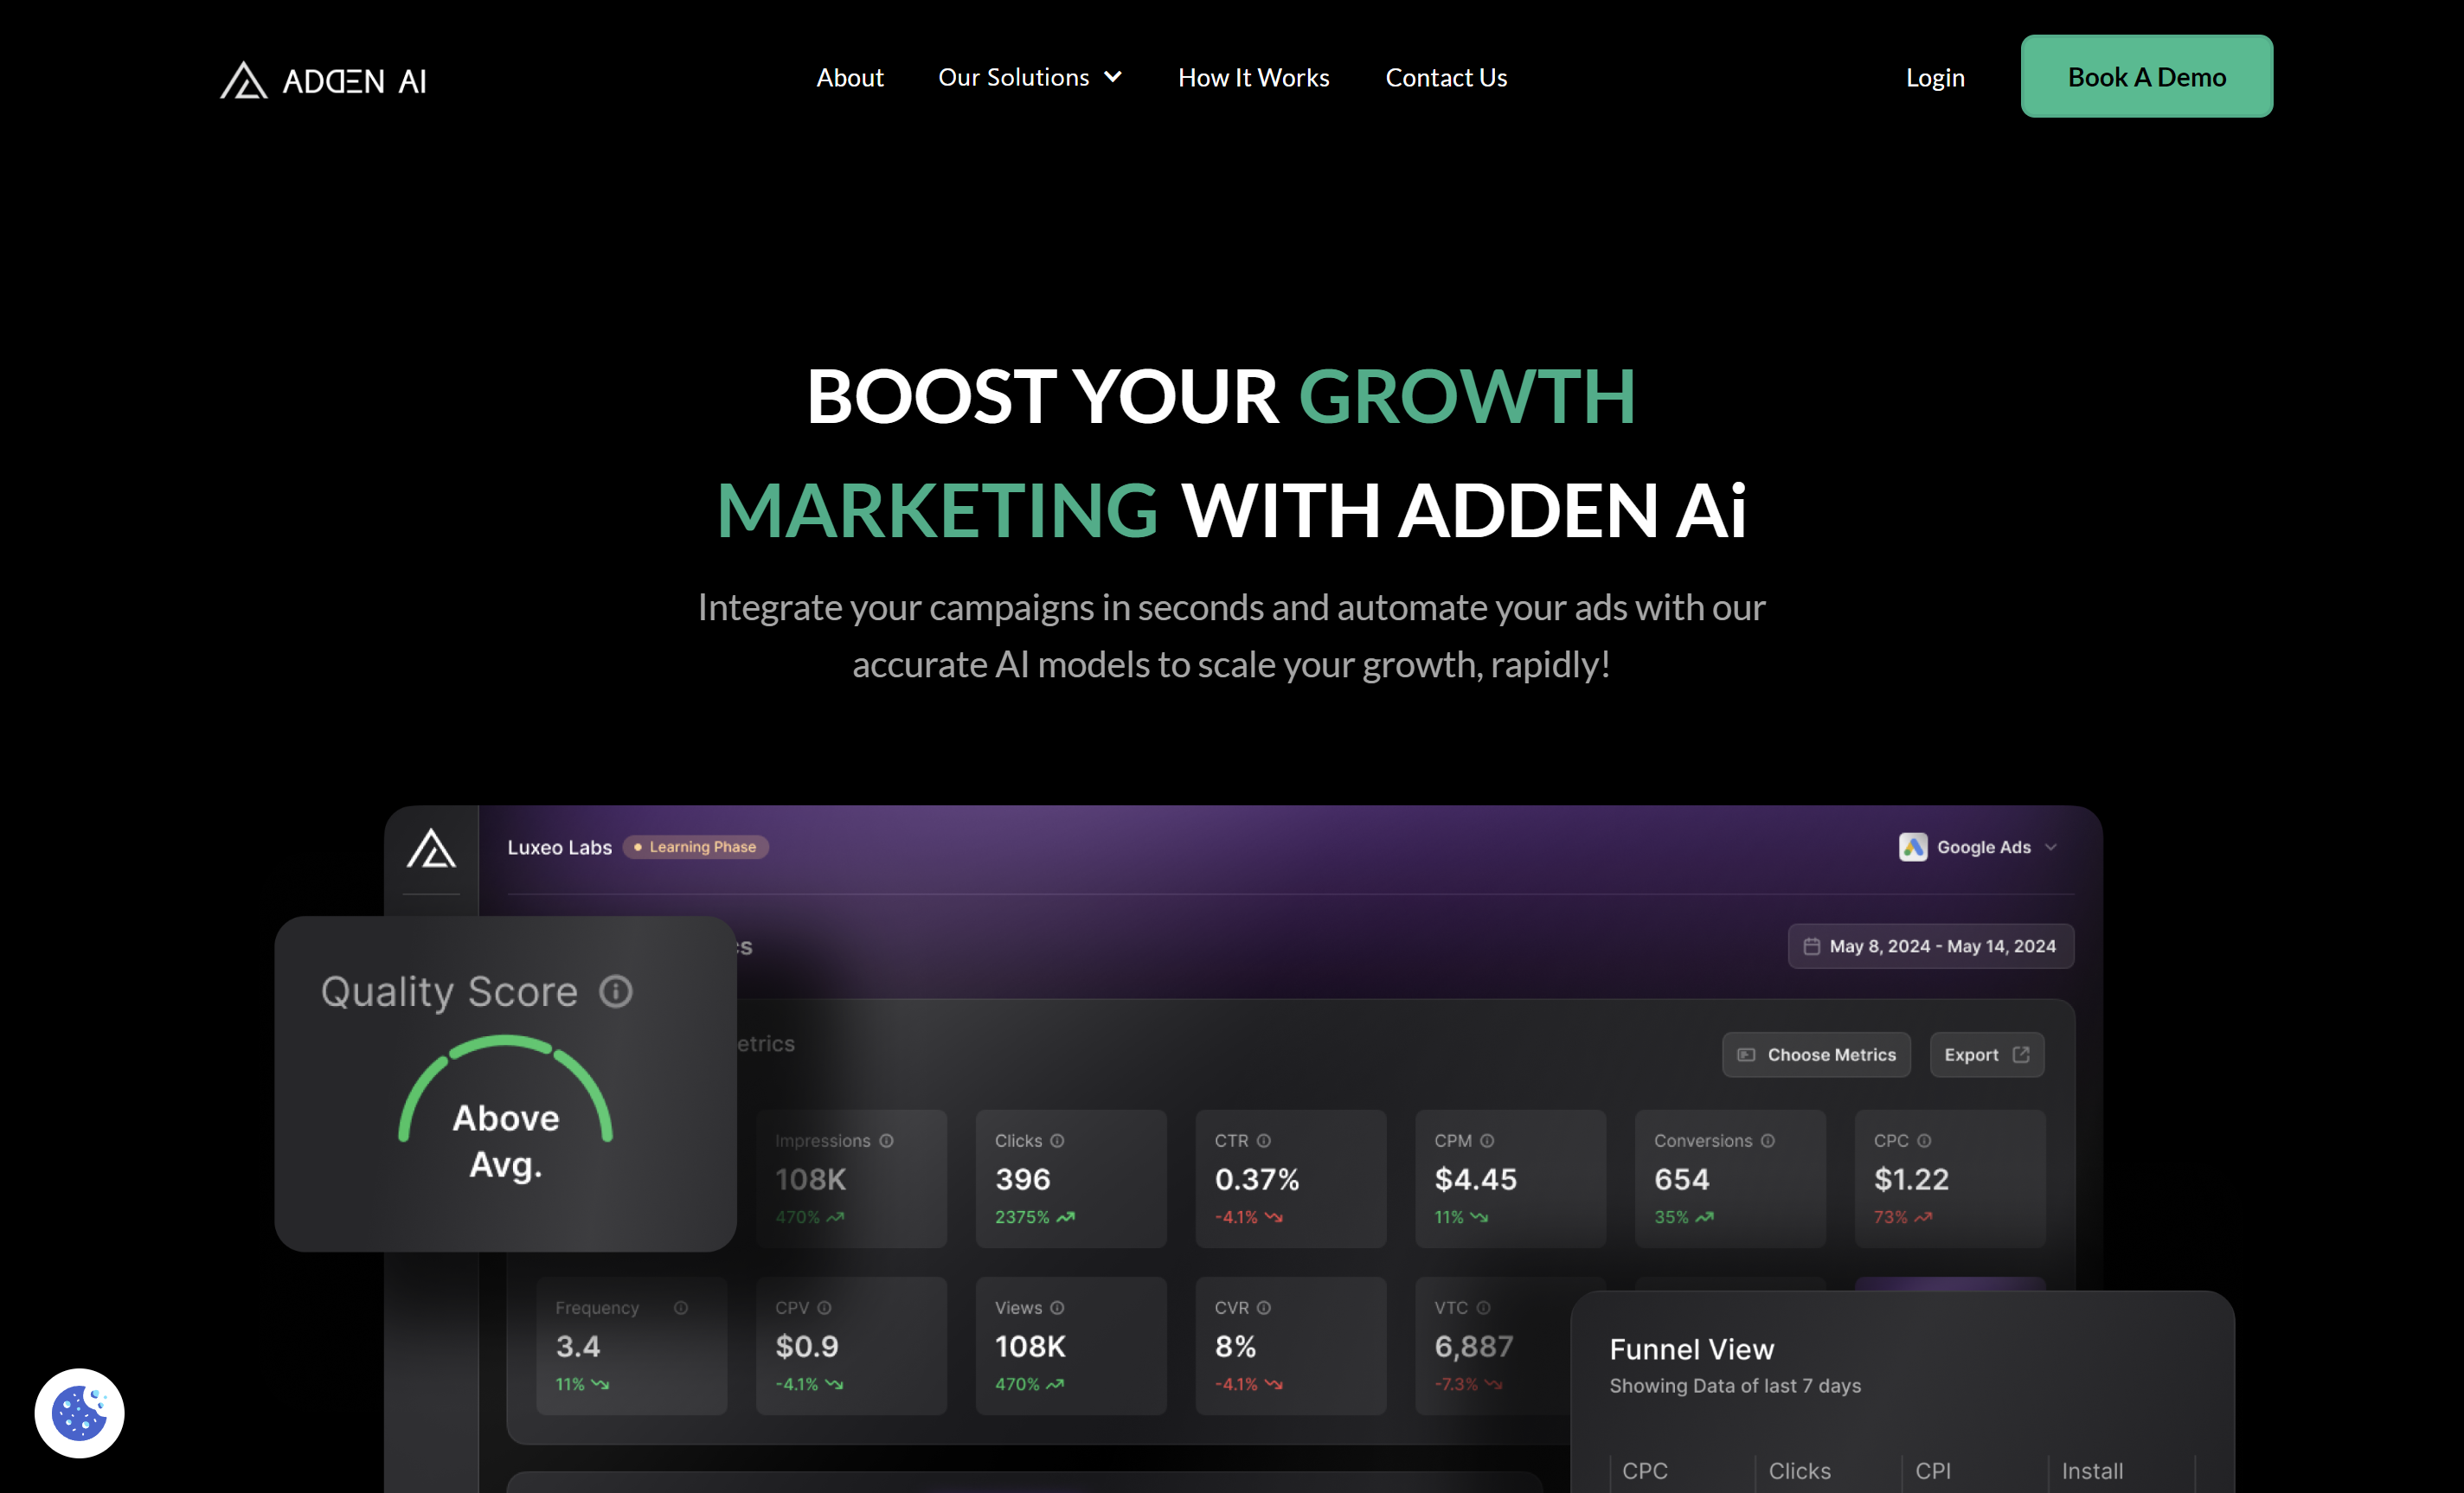 ADDEN AI
About
Our Solutions
How It Works
Contact Us
Login
Book A Demo
BOOST YOUR GROWTH
MARKETING WITH ADDEN Ai
Integrate your campaigns in seconds and automate your ads with our
accurate AI models to scale your growth, rapidly!
Luxeo Labs
Learning Phase
Google Ads
May 8, 2024 - May 14, 2024
Quality Score
Above
Avg.
Choose Metrics
Export
Impressions
108K
470%
Clicks
396
2375%
CTR
0.37%
-4.1%
CPM
$4.45
11%
Conversions
654
35%
CPC
$1.22
73%
Frequency
3.4
11%
CPV
$0.9
-4.1%
Views
108K
470%
CVR
8%
-4.1%
VTC
6,887
-7.3%
Funnel View
Showing Data of last 7 days
CPC
Clicks
CPI
Install